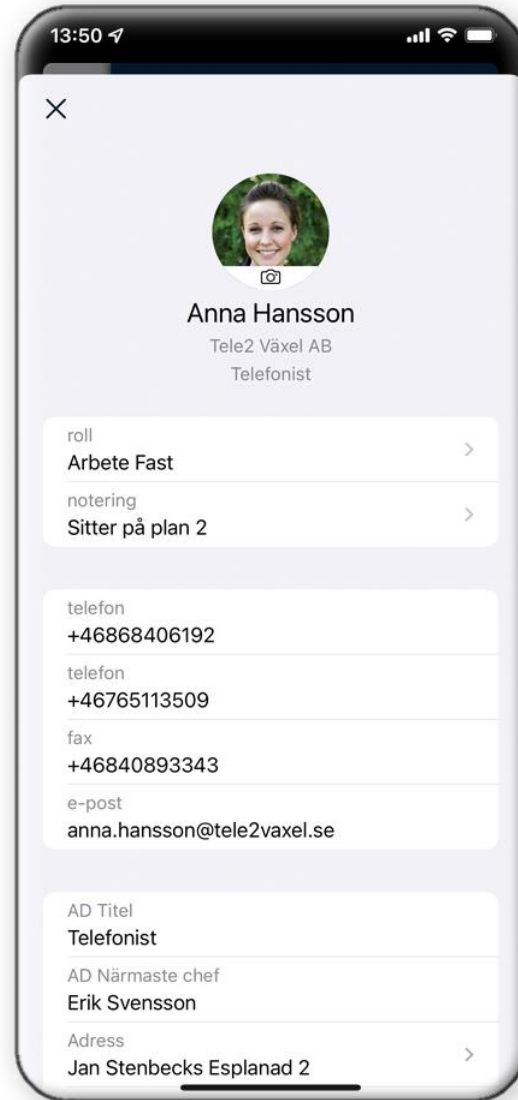 13:50
Anna Hansson
Tele2 Växel AB
Telefonist
roll
Arbete Fast
notering
Sitter på plan 2
telefon
+46868406192
telefon
+46765113509
fax
+46840893343
e-post
anna.hansson@tele2vaxel.se
AD Titel
Telefonist
AD Närmaste chef
Erik Svensson
Adress
Jan Stenbecks Esplanad 2